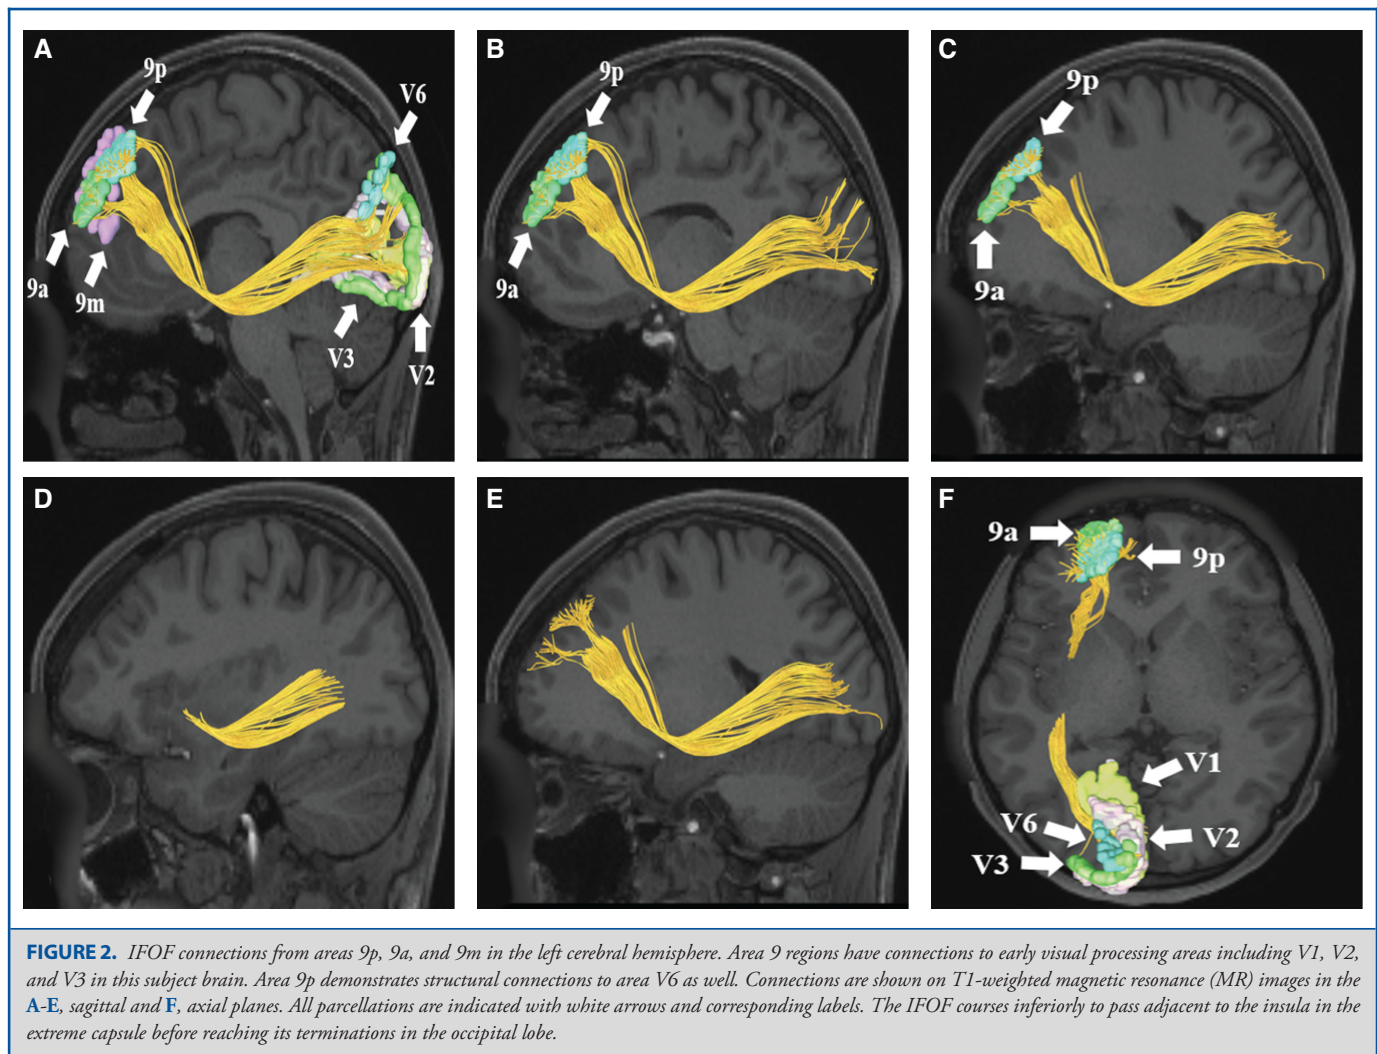 A
9p
V6
9a
9m
V3
V2
B
9p
9a
C
9p
9a
D
E
F
9a
9p
V1
V6
V2
V3
FIGURE 2. IFOF connections from areas 9p, 9a, and 9m in the left cerebral hemisphere. Area 9 regions have connections to early visual processing areas including V1, V2,
and V3 in this subject brain. Area 9p demonstrates structural connections to area V6 as well. Connections are shown on T1-weighted magnetic resonance (MR) images in the
A-E, sagittal and F, axial planes. All parcellations are indicated with white arrows and corresponding labels. The IFOF courses inferiorly to pass adjacent to the insula in the
extreme capsule before reaching its terminations in the occipital lobe.